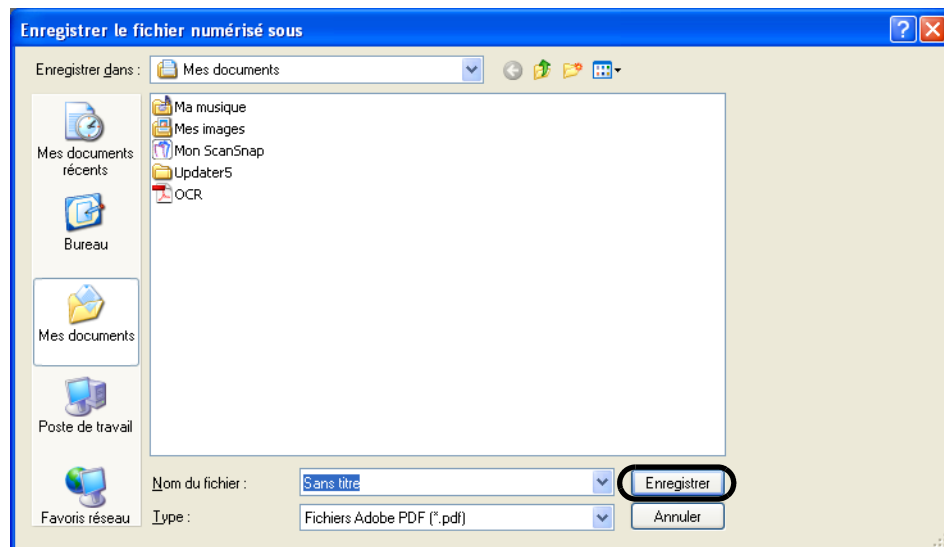 Enregistrer le fichier numérisé sous
Enregistrer dans :
Mes documents
Mes documents
récents
Bureau
Mes documents
Poste de travail
Favoris réseau
Ma musique
Mes images
Mon ScanSnap
Updater5
OCR
Nom du fichier :
Sans titre
Enregistrer
Type :
Fichiers Adobe PDF (*.pdf)
Annuler